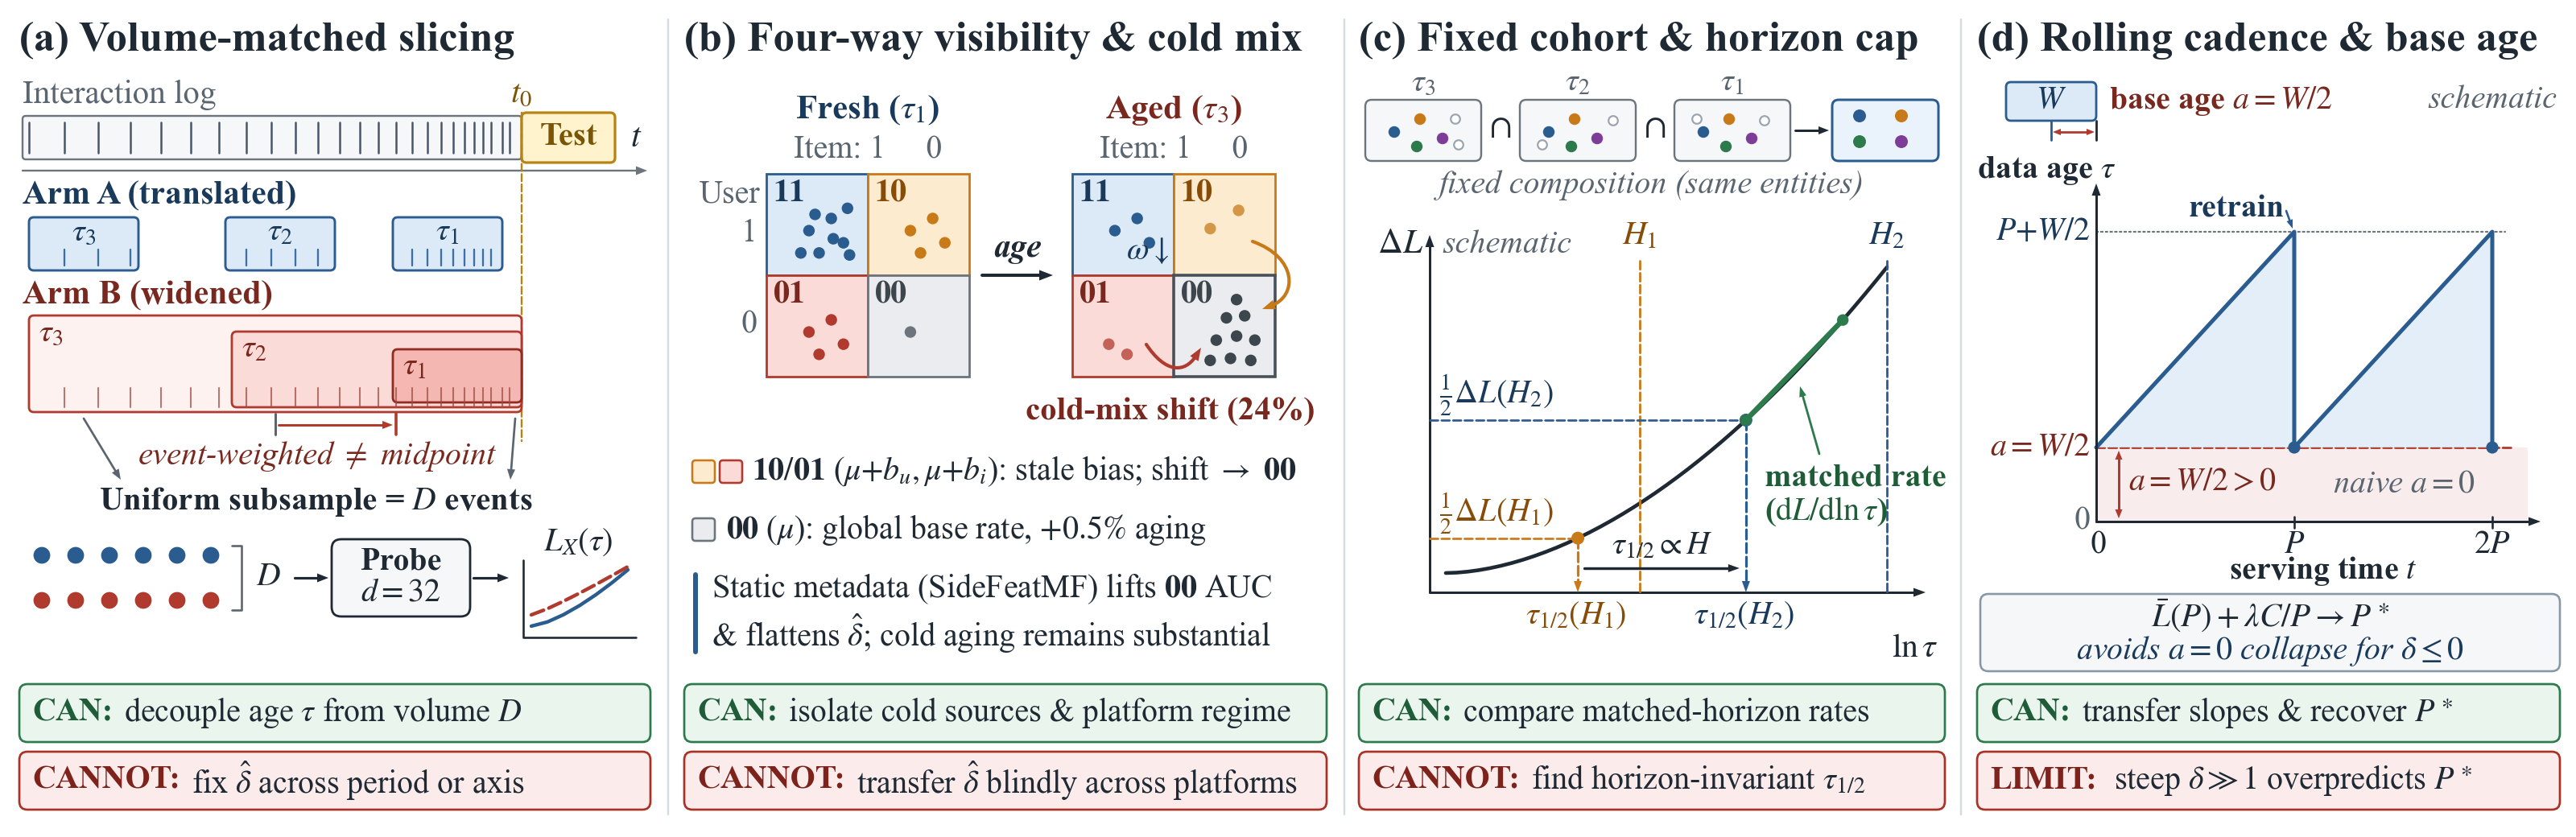 (a) Volume-matched slicing
Interaction log
t₀
Test
t
Arm A (translated)
τ₃
τ₂
τ₁
Arm B (widened)
τ₃
τ₂
τ₁
event-weighted ≠ midpoint
Uniform subsample = D events
D
Probe
d = 32
L_X(τ)
CAN: decouple age τ from volume D
CANNOT: fix δ̂ across period or axis
(b) Four-way visibility & cold mix
Fresh (τ₁)
Item: 1 0
User
1
0
11
10
01
00
age
Aged (τ₃)
Item: 1 0
11
10
ω↓
01
00
cold-mix shift (24%)
10/01 (μ+b_u, μ+b_i): stale bias; shift → 00
00 (μ): global base rate, +0.5% aging
Static metadata (SideFeatMF) lifts 00 AUC
& flattens δ̂; cold aging remains substantial
CAN: isolate cold sources & platform regime
CANNOT: transfer δ̂ blindly across platforms
(c) Fixed cohort & horizon cap
τ₃
τ₂
τ₁
∩
∩
fixed composition (same entities)
ΔL
schematic
H₁
H₂
½ΔL(H₂)
matched rate
(dL/dln τ)
½ΔL(H₁)
τ₁/₂ ∝ H
τ₁/₂(H₁)
τ₁/₂(H₂)
ln τ
CAN: compare matched-horizon rates
CANNOT: find horizon-invariant τ₁/₂
(d) Rolling cadence & base age
W
base age a = W/2
schematic
data age τ
retrain
P+W/2
a = W/2
a = W/2 > 0
naive a = 0
0
0
P
2P
serving time t
L̄(P) + λC/P → P*
avoids a = 0 collapse for δ ≤ 0
CAN: transfer slopes & recover P*
LIMIT: steep δ ≫ 1 overpredicts P*